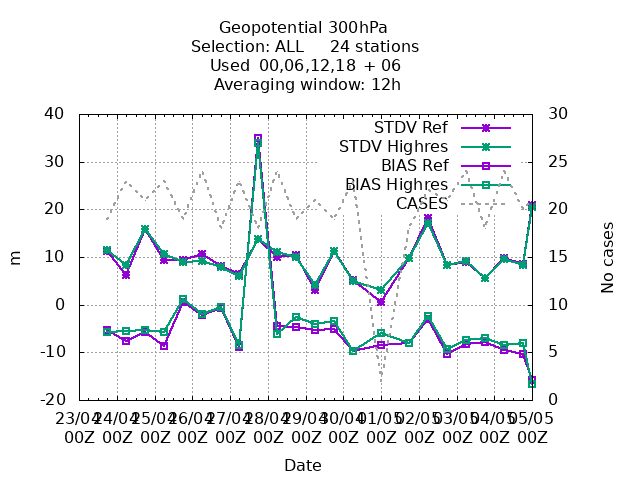 Geopotential 300hPa
Selection: ALL 24 stations
Used 00,06,12,18 + 06
Averaging window: 12h
40 30
STDV Ref
STDV Highres
30 25
BIAS Ref
BIAS Highres
CASES
20 20
10 15
m
No cases
0 10
-10 5
-20 0
23/04 24/04 25/04 26/04 27/04 28/04 29/04 30/04 01/05 02/05 03/05 04/05 05/05
00Z 00Z 00Z 00Z 00Z 00Z 00Z 00Z 00Z 00Z 00Z 00Z 00Z
Date